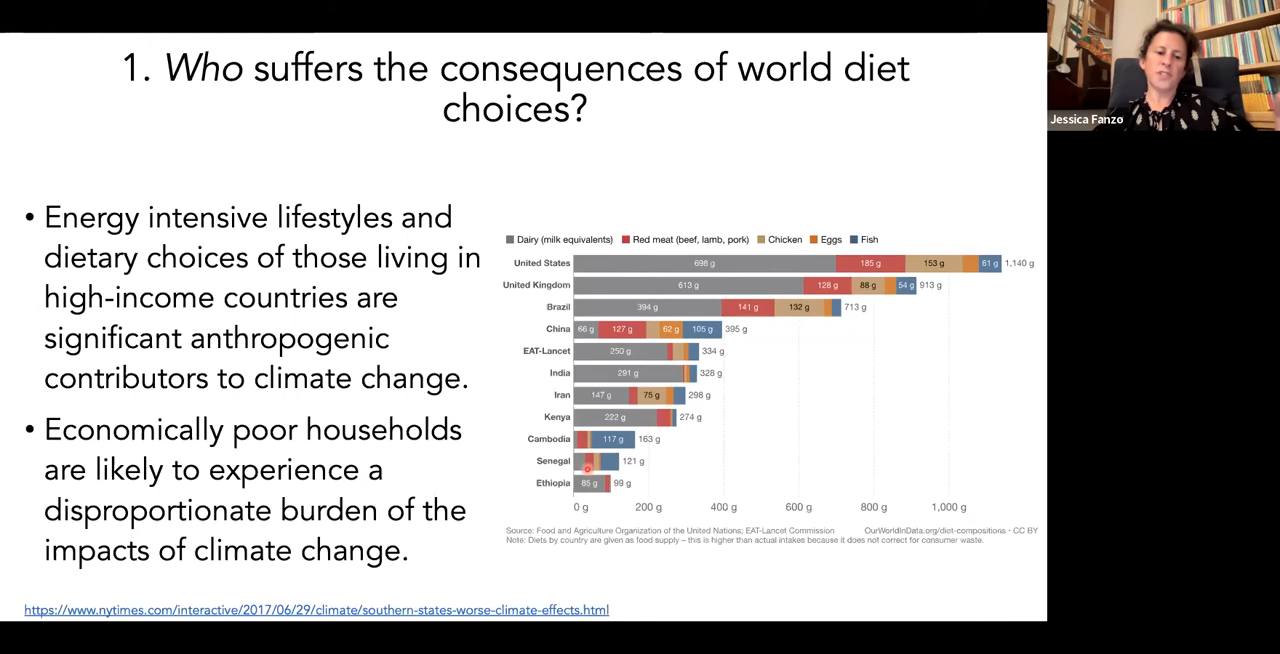 1. Who suffers the consequences of world diet
choices?
Jessica Fanzo
• Energy intensive lifestyles and
dietary choices of those living in
high-income countries are
significant anthropogenic
contributors to climate change.
• Economically poor households
are likely to experience a
disproportionate burden of the
impacts of climate change.
Dairy (milk equivalents) Red meat (beef, lamb, pork) Chicken Eggs Fish
United States 698 g 185 g 153 g 61 g 1,140 g
United Kingdom 613 g 128 g 88 g 54 g 913 g
Brazil 394 g 141 g 132 g 713 g
China 66 g 127 g 62 g 105 g 395 g
EAT-Lancet 250 g 334 g
India 291 g 328 g
Iran 147 g 75 g 298 g
Kenya 222 g 274 g
Cambodia 117 g 163 g
Senegal 121 g
Ethiopia 85 g 99 g
0 g 200 g 400 g 600 g 800 g 1,000 g
Source: Food and Agriculture Organization of the United Nations; EAT-Lancet Commission OurWorldInData.org/diet-compositions • CC BY
Note: Diets by country are given as food supply – this is higher than actual intakes because it does not correct for consumer waste.
https://www.nytimes.com/interactive/2017/06/29/climate/southern-states-worse-climate-effects.html